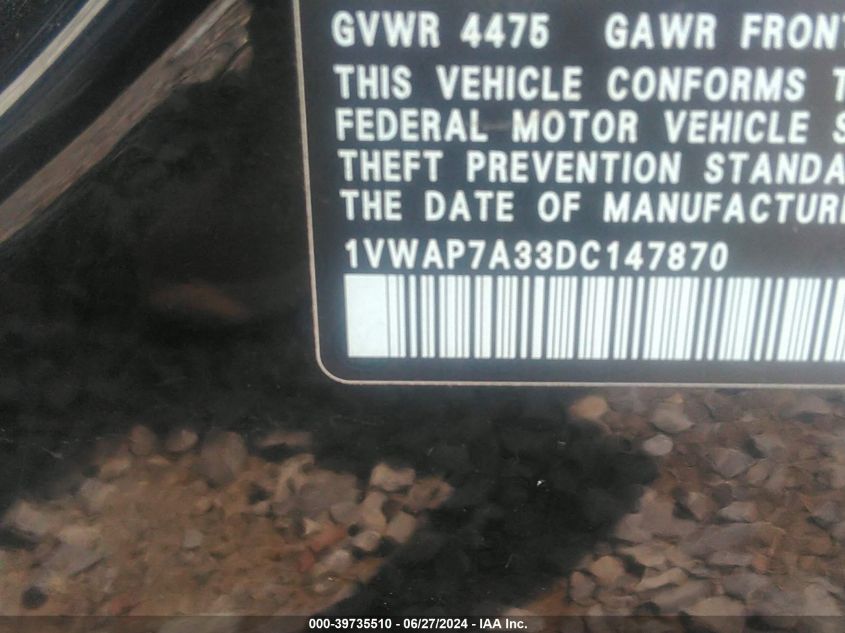 GVWR 4475 GAWR FRONT
THIS VEHICLE CONFORMS T
FEDERAL MOTOR VEHICLE S
THEFT PREVENTION STANDA
THE DATE OF MANUFACTUR
1VWAP7A33DC147870
000-39735510 / 06/27/2024 - IAA Inc.